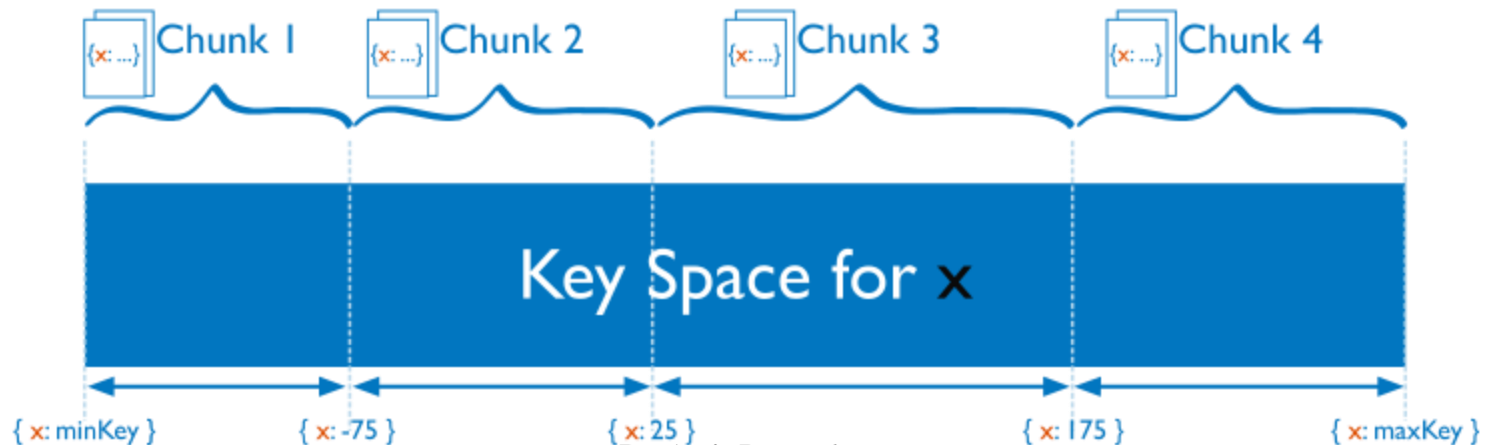 {x: ...} Chunk 1
{x: ...} Chunk 2
{x: ...} Chunk 3
{x: ...} Chunk 4
Key Space for x
{ x: minKey }
{ x: -75 }
{ x: 25 }
{ x: 175 }
{ x: maxKey }